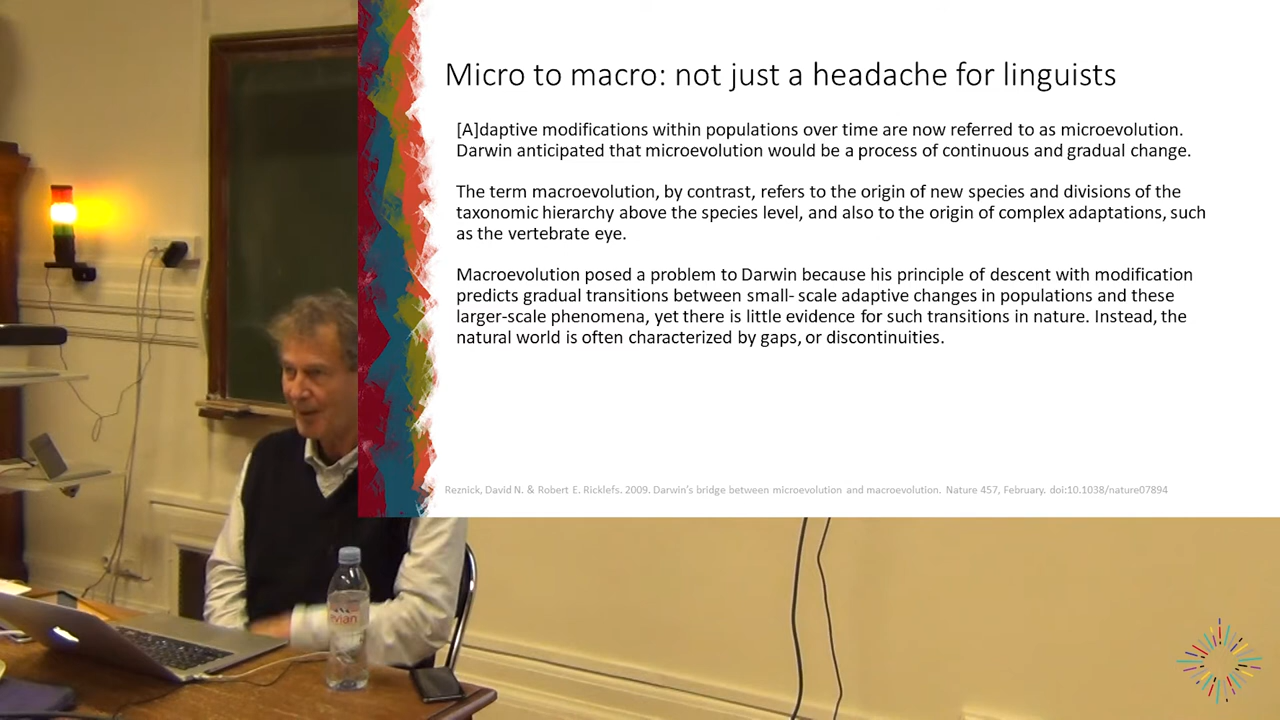 Micro to macro: not just a headache for linguists
[A]daptive modifications within populations over time are now referred to as microevolution.
Darwin anticipated that microevolution would be a process of continuous and gradual change.
The term macroevolution, by contrast, refers to the origin of new species and divisions of the
taxonomic hierarchy above the species level, and also to the origin of complex adaptations, such
as the vertebrate eye.
Macroevolution posed a problem to Darwin because his principle of descent with modification
predicts gradual transitions between small- scale adaptive changes in populations and these
larger-scale phenomena, yet there is little evidence for such transitions in nature. Instead, the
natural world is often characterized by gaps, or discontinuities.
Reznick, David N. & Robert E. Ricklefs. 2009. Darwin's bridge between microevolution and macroevolution. Nature 457, February. doi:10.1038/nature07894
evian